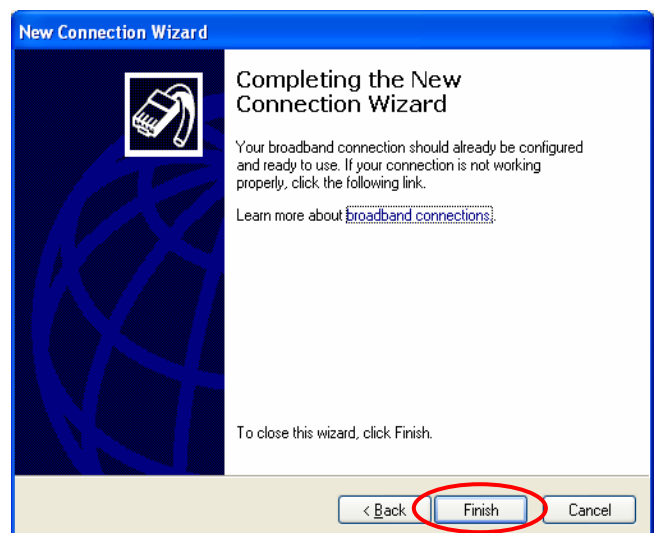 New Connection Wizard
Completing the New
Connection Wizard
Your broadband connection should already be configured
and ready to use. If your connection is not working
properly, click the following link.
Learn more about broadband connections.
To close this wizard, click Finish.
< Back
Finish
Cancel